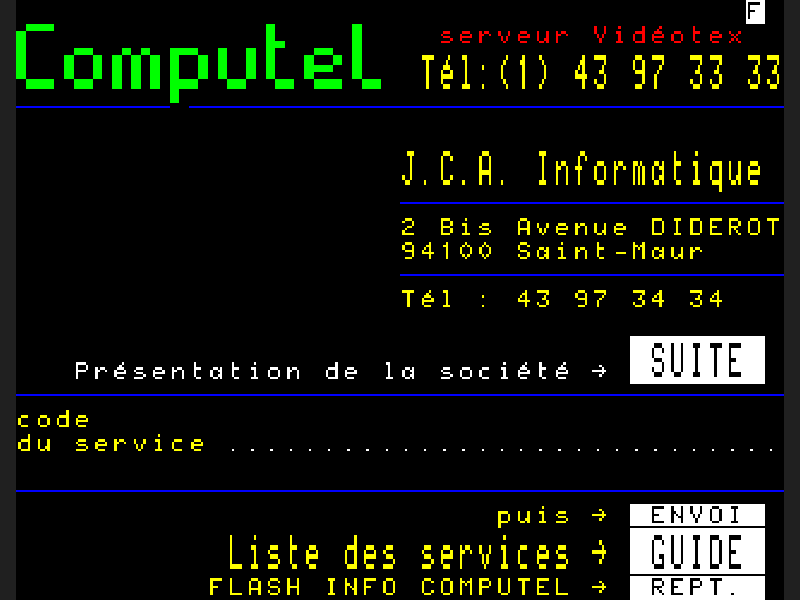 F
Computel
serveur Vidéotex
Tél:(1) 43 97 33 33
J.C.A. Informatique
2 Bis Avenue DIDEROT
94100 Saint-Maur
Tél : 43 97 34 34
Présentation de la société → SUITE
code
du service .............................
puis → ENVOI
Liste des services → GUIDE
FLASH INFO COMPUTEL → REPT.